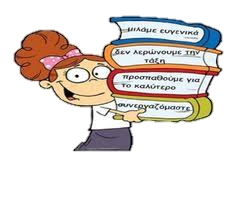 μιλάμε ευγενικά
δεν λερώνουμε την
τάξη
προσπαθούμε για
το καλύτερο
συνεργαζόμαστε